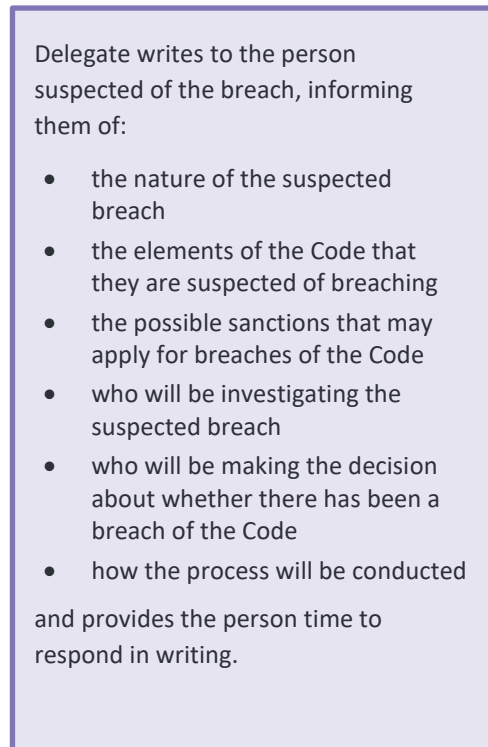 Delegate writes to the person
suspected of the breach, informing
them of:
• the nature of the suspected
breach
• the elements of the Code that
they are suspected of breaching
• the possible sanctions that may
apply for breaches of the Code
• who will be investigating the
suspected breach
• who will be making the decision
about whether there has been a
breach of the Code
• how the process will be conducted
and provides the person time to
respond in writing.